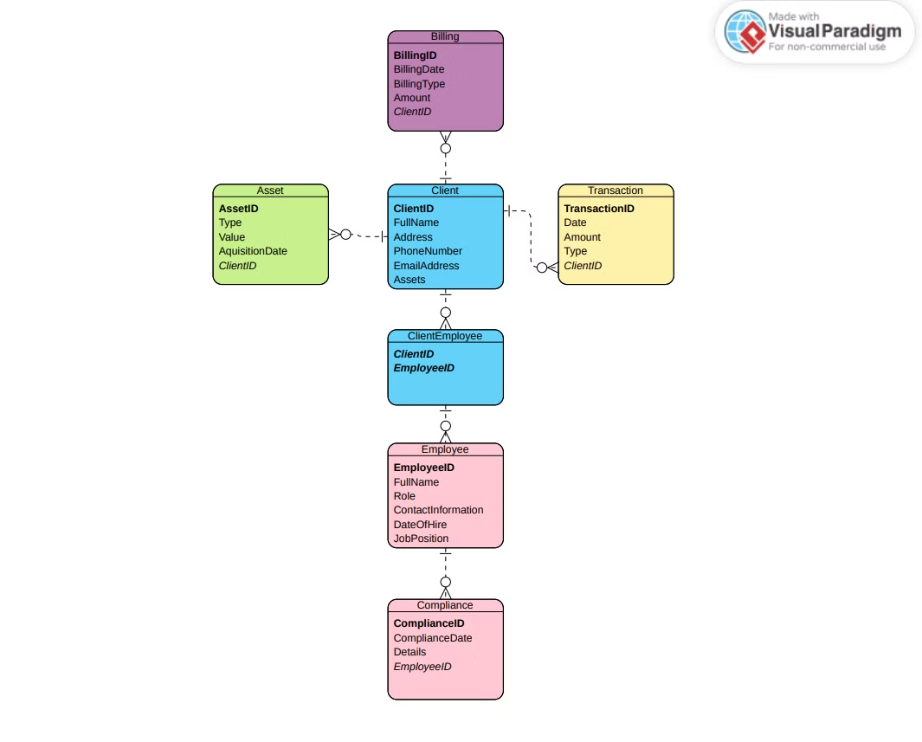 Made with
Visual Paradigm
For non-commercial use
Billing
BillingID
BillingDate
BillingType
Amount
ClientID
Asset
AssetID
Type
Value
AquisitionDate
ClientID
Client
ClientID
FullName
Address
PhoneNumber
EmailAddress
Assets
Transaction
TransactionID
Date
Amount
Type
ClientID
ClientEmployee
ClientID
EmployeeID
Employee
EmployeeID
FullName
Role
ContactInformation
DateOfHire
JobPosition
Compliance
ComplianceID
ComplianceDate
Details
EmployeeID